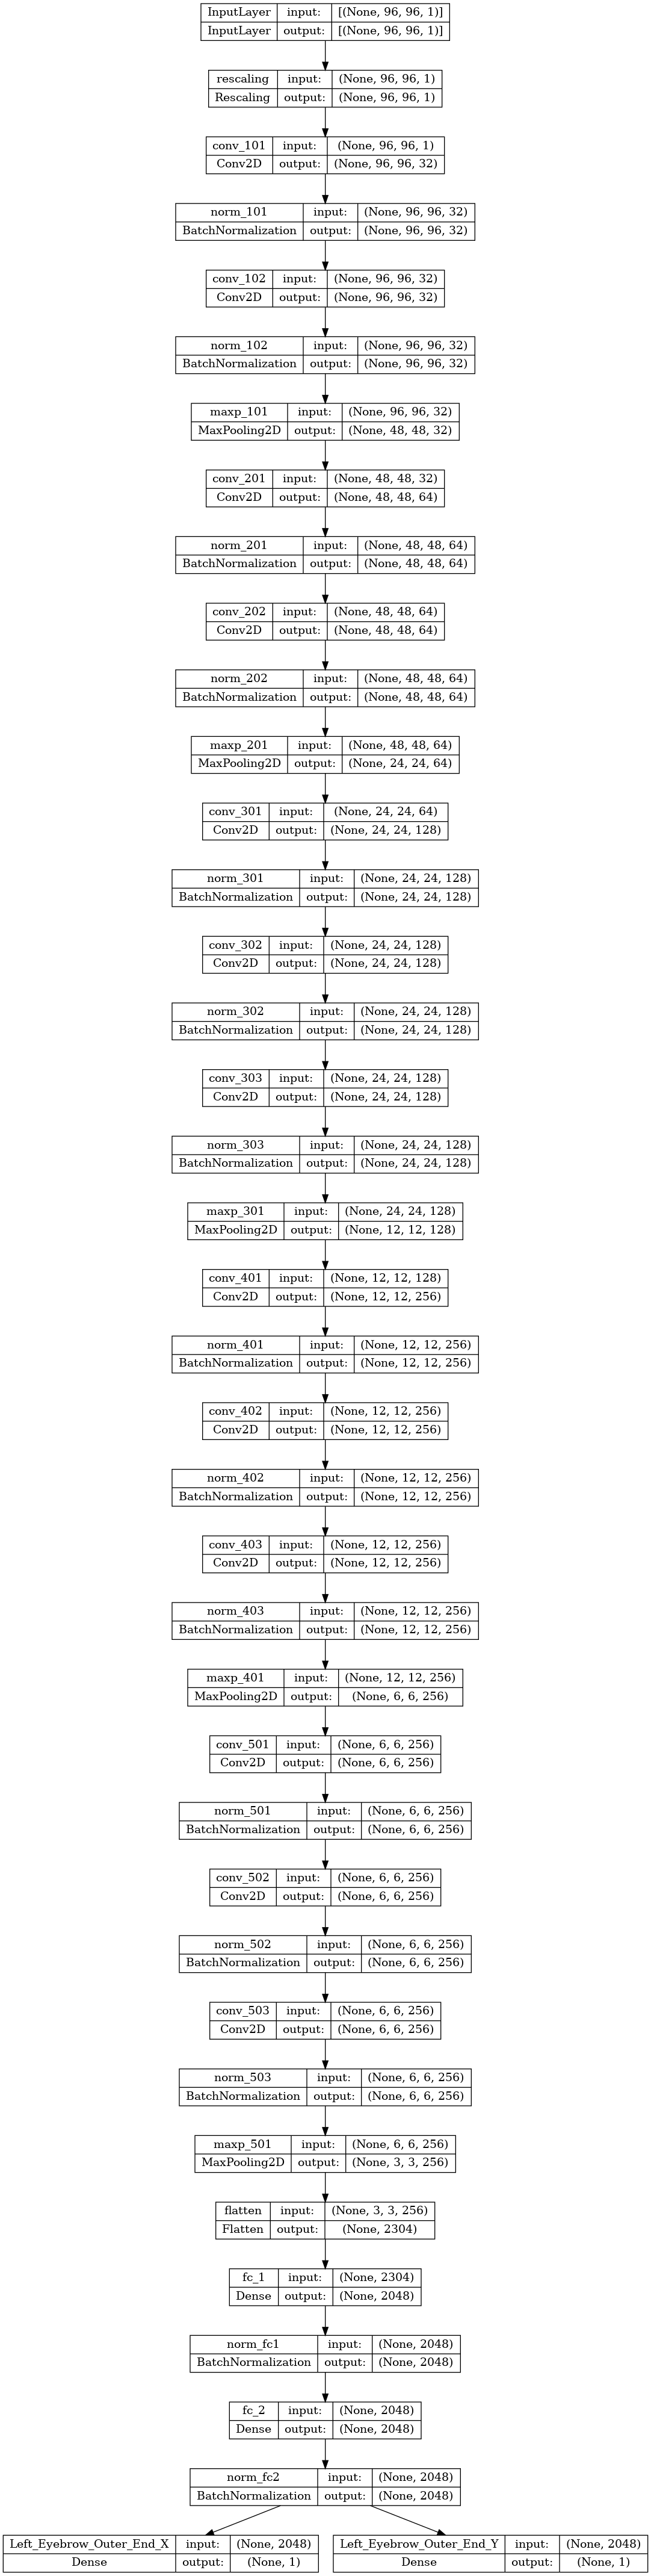 InputLayer input: [(None, 96, 96, 1)]
InputLayer output: [(None, 96, 96, 1)]
rescaling input: (None, 96, 96, 1)
Rescaling output: (None, 96, 96, 1)
conv_101 input: (None, 96, 96, 1)
Conv2D output: (None, 96, 96, 32)
norm_101 input: (None, 96, 96, 32)
BatchNormalization output: (None, 96, 96, 32)
conv_102 input: (None, 96, 96, 32)
Conv2D output: (None, 96, 96, 32)
norm_102 input: (None, 96, 96, 32)
BatchNormalization output: (None, 96, 96, 32)
maxp_101 input: (None, 96, 96, 32)
MaxPooling2D output: (None, 48, 48, 32)
conv_201 input: (None, 48, 48, 32)
Conv2D output: (None, 48, 48, 64)
norm_201 input: (None, 48, 48, 64)
BatchNormalization output: (None, 48, 48, 64)
conv_202 input: (None, 48, 48, 64)
Conv2D output: (None, 48, 48, 64)
norm_202 input: (None, 48, 48, 64)
BatchNormalization output: (None, 48, 48, 64)
maxp_201 input: (None, 48, 48, 64)
MaxPooling2D output: (None, 24, 24, 64)
conv_301 input: (None, 24, 24, 64)
Conv2D output: (None, 24, 24, 128)
norm_301 input: (None, 24, 24, 128)
BatchNormalization output: (None, 24, 24, 128)
conv_302 input: (None, 24, 24, 128)
Conv2D output: (None, 24, 24, 128)
norm_302 input: (None, 24, 24, 128)
BatchNormalization output: (None, 24, 24, 128)
conv_303 input: (None, 24, 24, 128)
Conv2D output: (None, 24, 24, 128)
norm_303 input: (None, 24, 24, 128)
BatchNormalization output: (None, 24, 24, 128)
maxp_301 input: (None, 24, 24, 128)
MaxPooling2D output: (None, 12, 12, 128)
conv_401 input: (None, 12, 12, 128)
Conv2D output: (None, 12, 12, 256)
norm_401 input: (None, 12, 12, 256)
BatchNormalization output: (None, 12, 12, 256)
conv_402 input: (None, 12, 12, 256)
Conv2D output: (None, 12, 12, 256)
norm_402 input: (None, 12, 12, 256)
BatchNormalization output: (None, 12, 12, 256)
conv_403 input: (None, 12, 12, 256)
Conv2D output: (None, 12, 12, 256)
norm_403 input: (None, 12, 12, 256)
BatchNormalization output: (None, 12, 12, 256)
maxp_401 input: (None, 12, 12, 256)
MaxPooling2D output: (None, 6, 6, 256)
conv_501 input: (None, 6, 6, 256)
Conv2D output: (None, 6, 6, 256)
norm_501 input: (None, 6, 6, 256)
BatchNormalization output: (None, 6, 6, 256)
conv_502 input: (None, 6, 6, 256)
Conv2D output: (None, 6, 6, 256)
norm_502 input: (None, 6, 6, 256)
BatchNormalization output: (None, 6, 6, 256)
conv_503 input: (None, 6, 6, 256)
Conv2D output: (None, 6, 6, 256)
norm_503 input: (None, 6, 6, 256)
BatchNormalization output: (None, 6, 6, 256)
maxp_501 input: (None, 6, 6, 256)
MaxPooling2D output: (None, 3, 3, 256)
flatten input: (None, 3, 3, 256)
Flatten output: (None, 2304)
fc_1 input: (None, 2304)
Dense output: (None, 2048)
norm_fc1 input: (None, 2048)
BatchNormalization output: (None, 2048)
fc_2 input: (None, 2048)
Dense output: (None, 2048)
norm_fc2 input: (None, 2048)
BatchNormalization output: (None, 2048)
Left_Eyebrow_Outer_End_X input: (None, 2048)
Dense output: (None, 1)
Left_Eyebrow_Outer_End_Y input: (None, 2048)
Dense output: (None, 1)